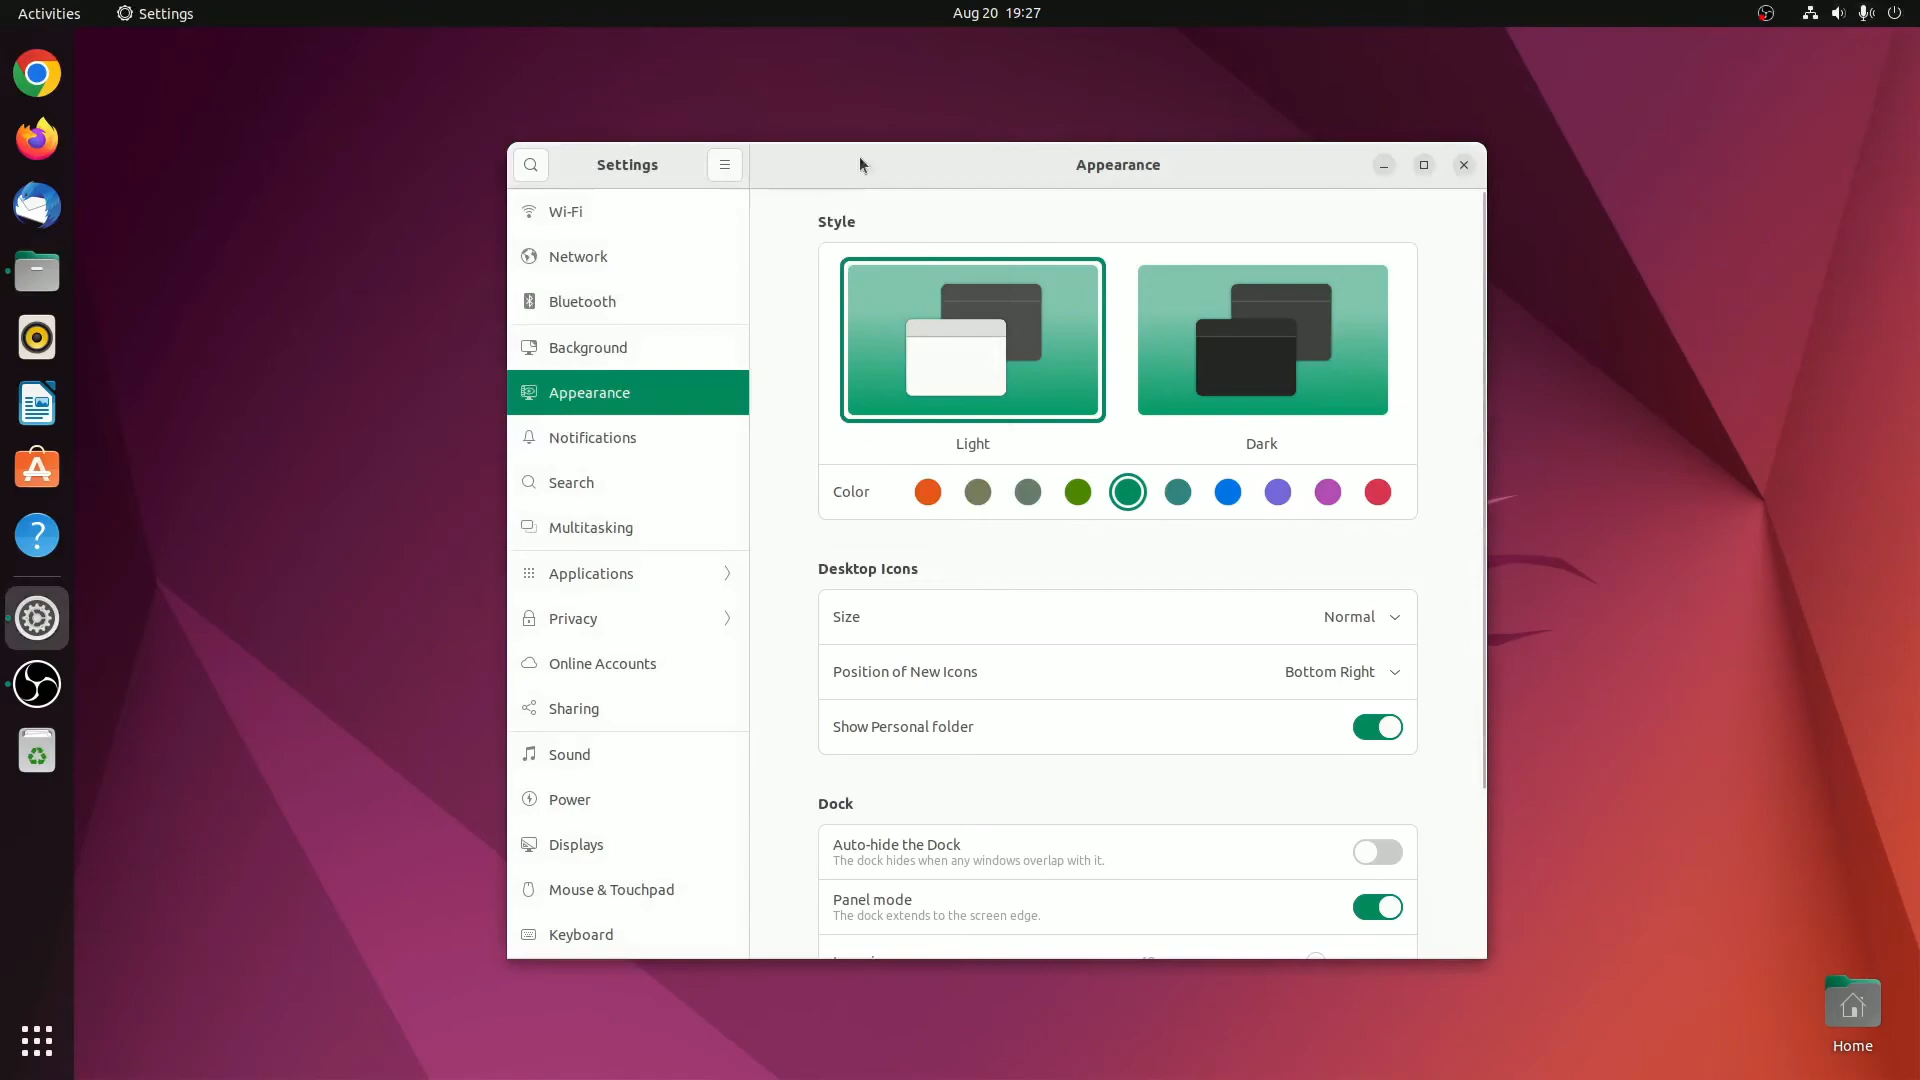 Activities
Settings
Aug 20 19:27
Settings
Appearance
Wi-Fi
Network
Bluetooth
Background
Appearance
Notifications
Search
Multitasking
Applications
Privacy
Online Accounts
Sharing
Sound
Power
Displays
Mouse & Touchpad
Keyboard
Style
Light
Dark
Color
Desktop Icons
Size
Normal
Position of New Icons
Bottom Right
Show Personal folder
Dock
Auto-hide the Dock
The dock hides when any windows overlap with it.
Panel mode
The dock extends to the screen edge.
Home